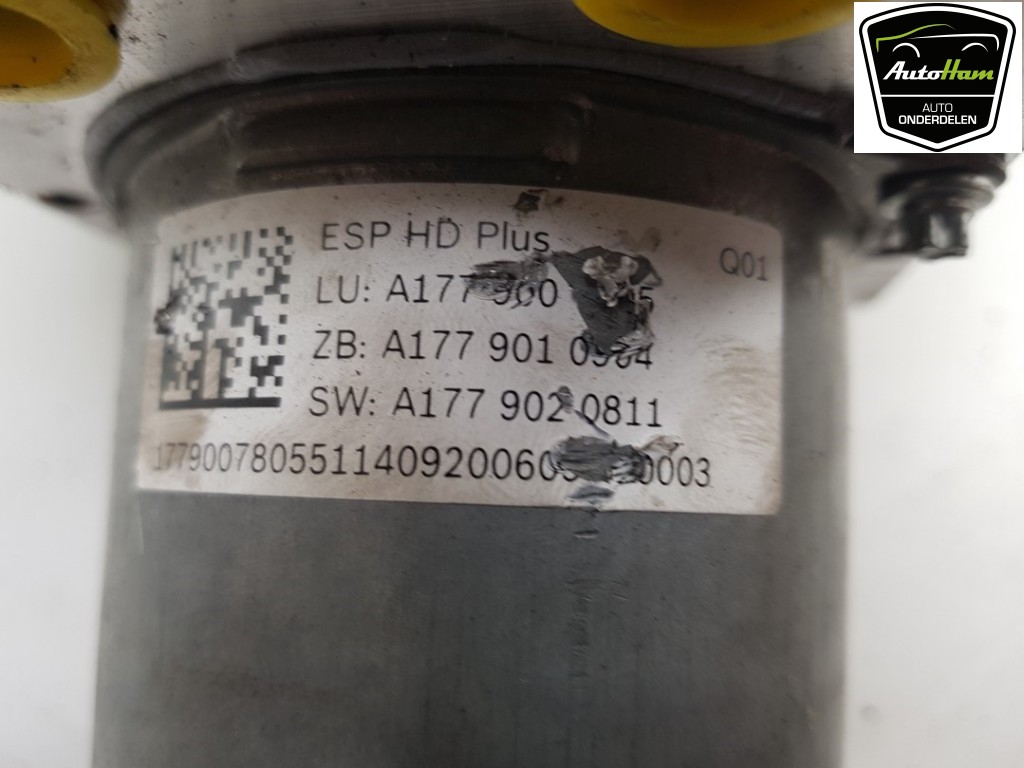 AutoHam
AUTO
ONDERDELEN
ESP HD Plus
Q01
LU: A177
ZB: A177 901
SW: A177 902 0811